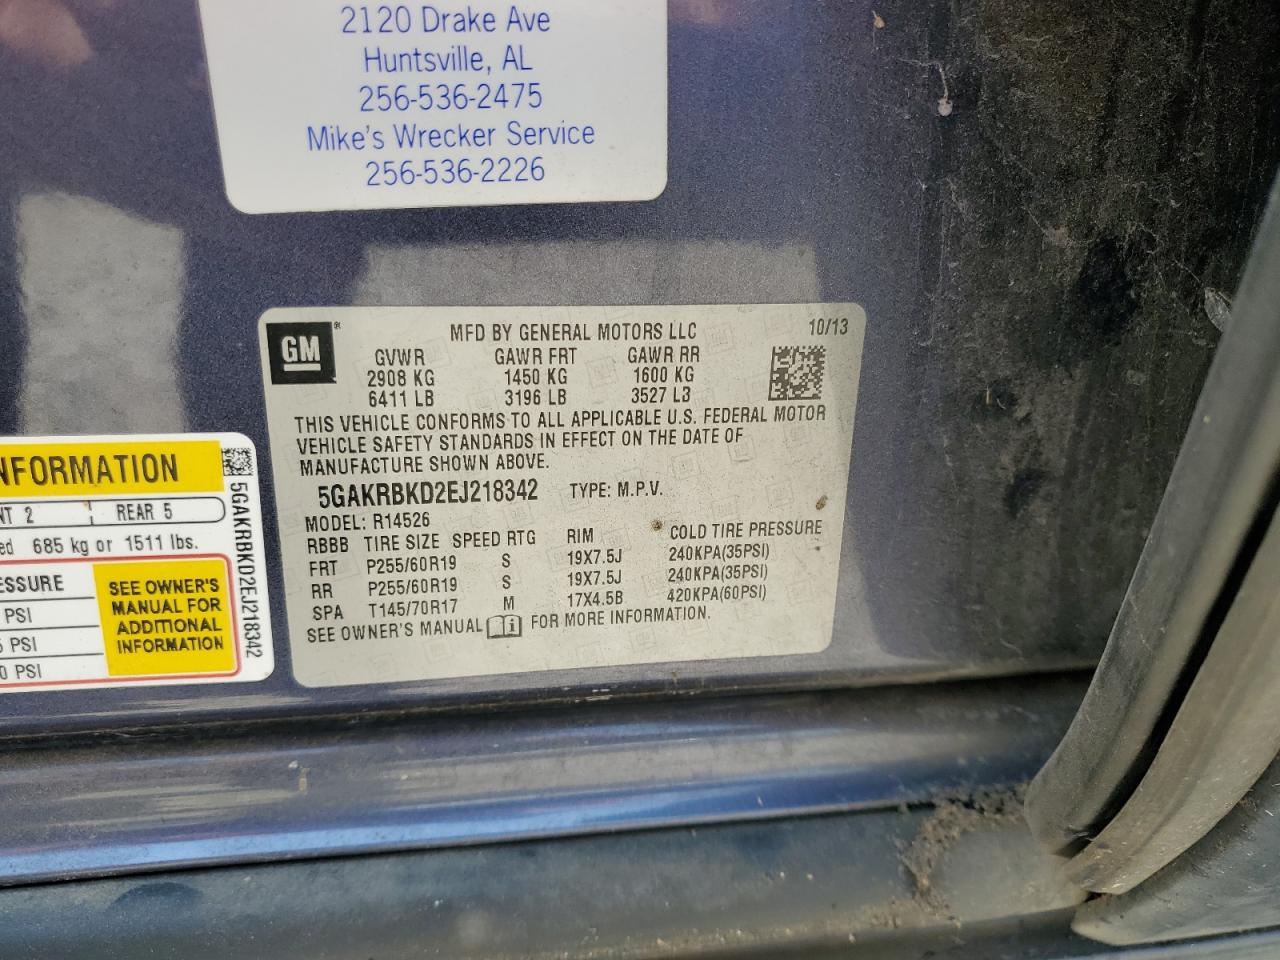 2120 Drake Ave
Huntsville, AL
256-536-2475
Mike's Wrecker Service
256-536-2226
GM
®
MFD BY GENERAL MOTORS LLC 10/13
GVWR GAWR FRT GAWR RR
2908 KG 1450 KG 1600 KG
6411 LB 3196 LB 3527 L3
THIS VEHICLE CONFORMS TO ALL APPLICABLE U.S. FEDERAL MOTOR
VEHICLE SAFETY STANDARDS IN EFFECT ON THE DATE OF
MANUFACTURE SHOWN ABOVE.
5GAKRBKD2EJ218342 TYPE: M.P.V.
MODEL: R14526
RBBB TIRE SIZE SPEED RTG RIM COLD TIRE PRESSURE
FRT P255/60R19 S 19X7.5J 240KPA(35PSI)
RR P255/60R19 S 19X7.5J 240KPA(35PSI)
SPA T145/70R17 M 17X4.5B 420KPA(60PSI)
SEE OWNER'S MANUAL i FOR MORE INFORMATION.
NFORMATION
NT 2 REAR 5
ed 685 kg or 1511 lbs.
ESSURE
PSI
5 PSI
0 PSI
SEE OWNER'S
MANUAL FOR
ADDITIONAL
INFORMATION
5GAKRBKD2EJ218342